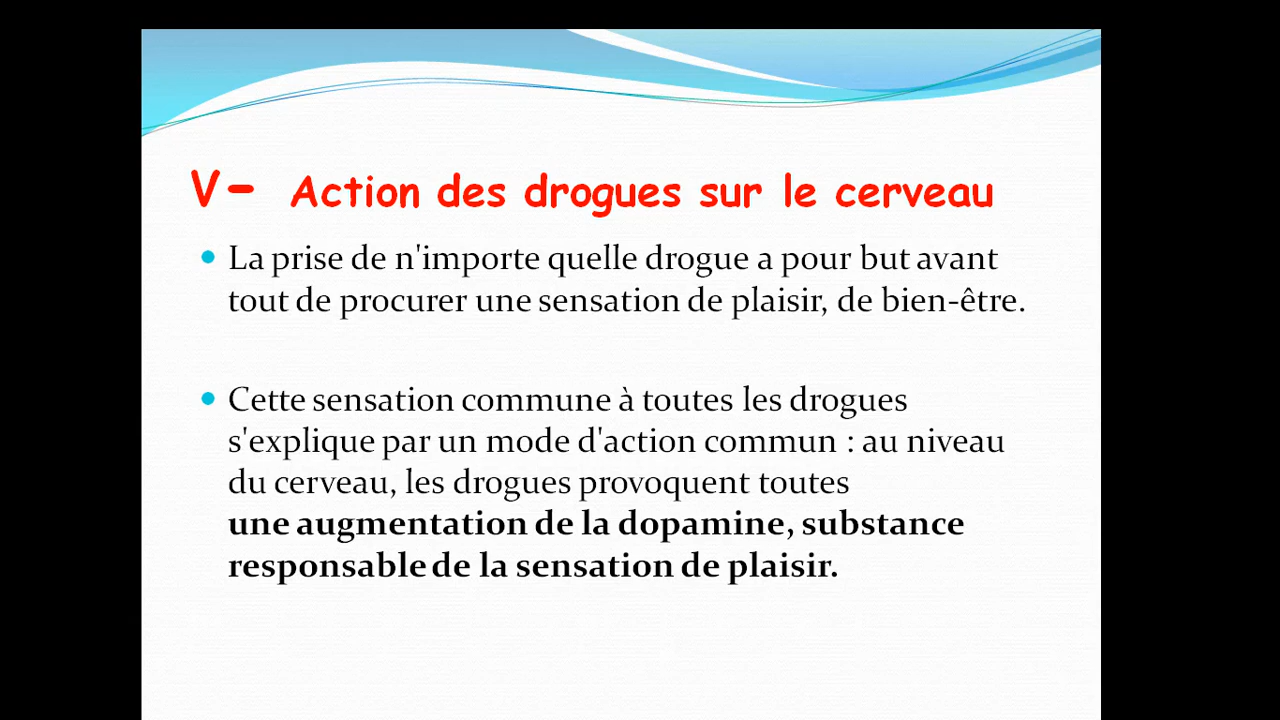 V- Action des drogues sur le cerveau
La prise de n'importe quelle drogue a pour but avant
tout de procurer une sensation de plaisir, de bien-être.
Cette sensation commune à toutes les drogues
s'explique par un mode d'action commun : au niveau
du cerveau, les drogues provoquent toutes
une augmentation de la dopamine, substance
responsable de la sensation de plaisir.